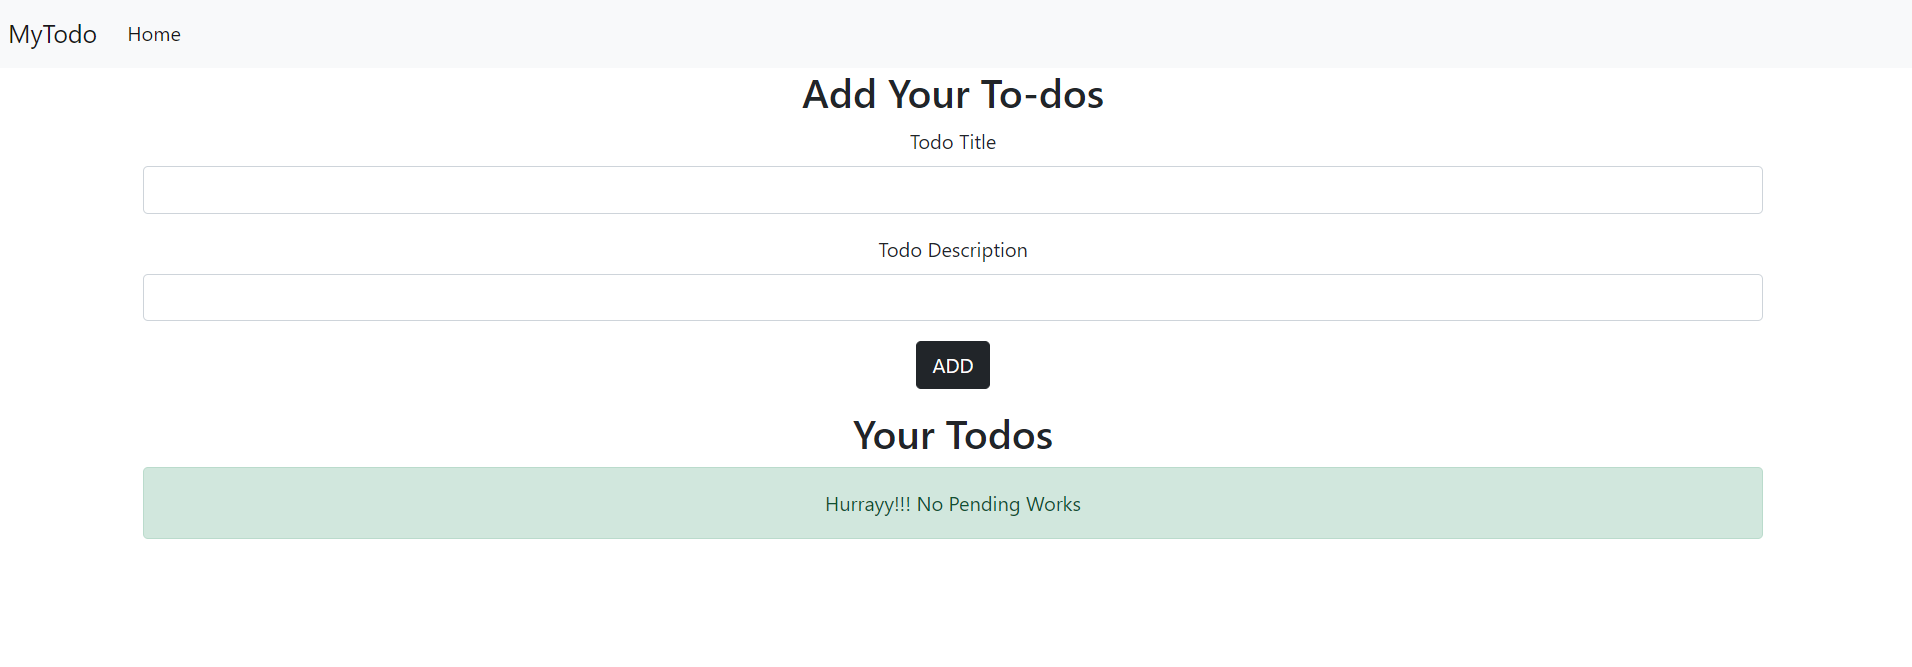 MyTodo Home
Add Your To-dos
Todo Title
Todo Description
ADD
Your Todos
Hurrayy!!! No Pending Works